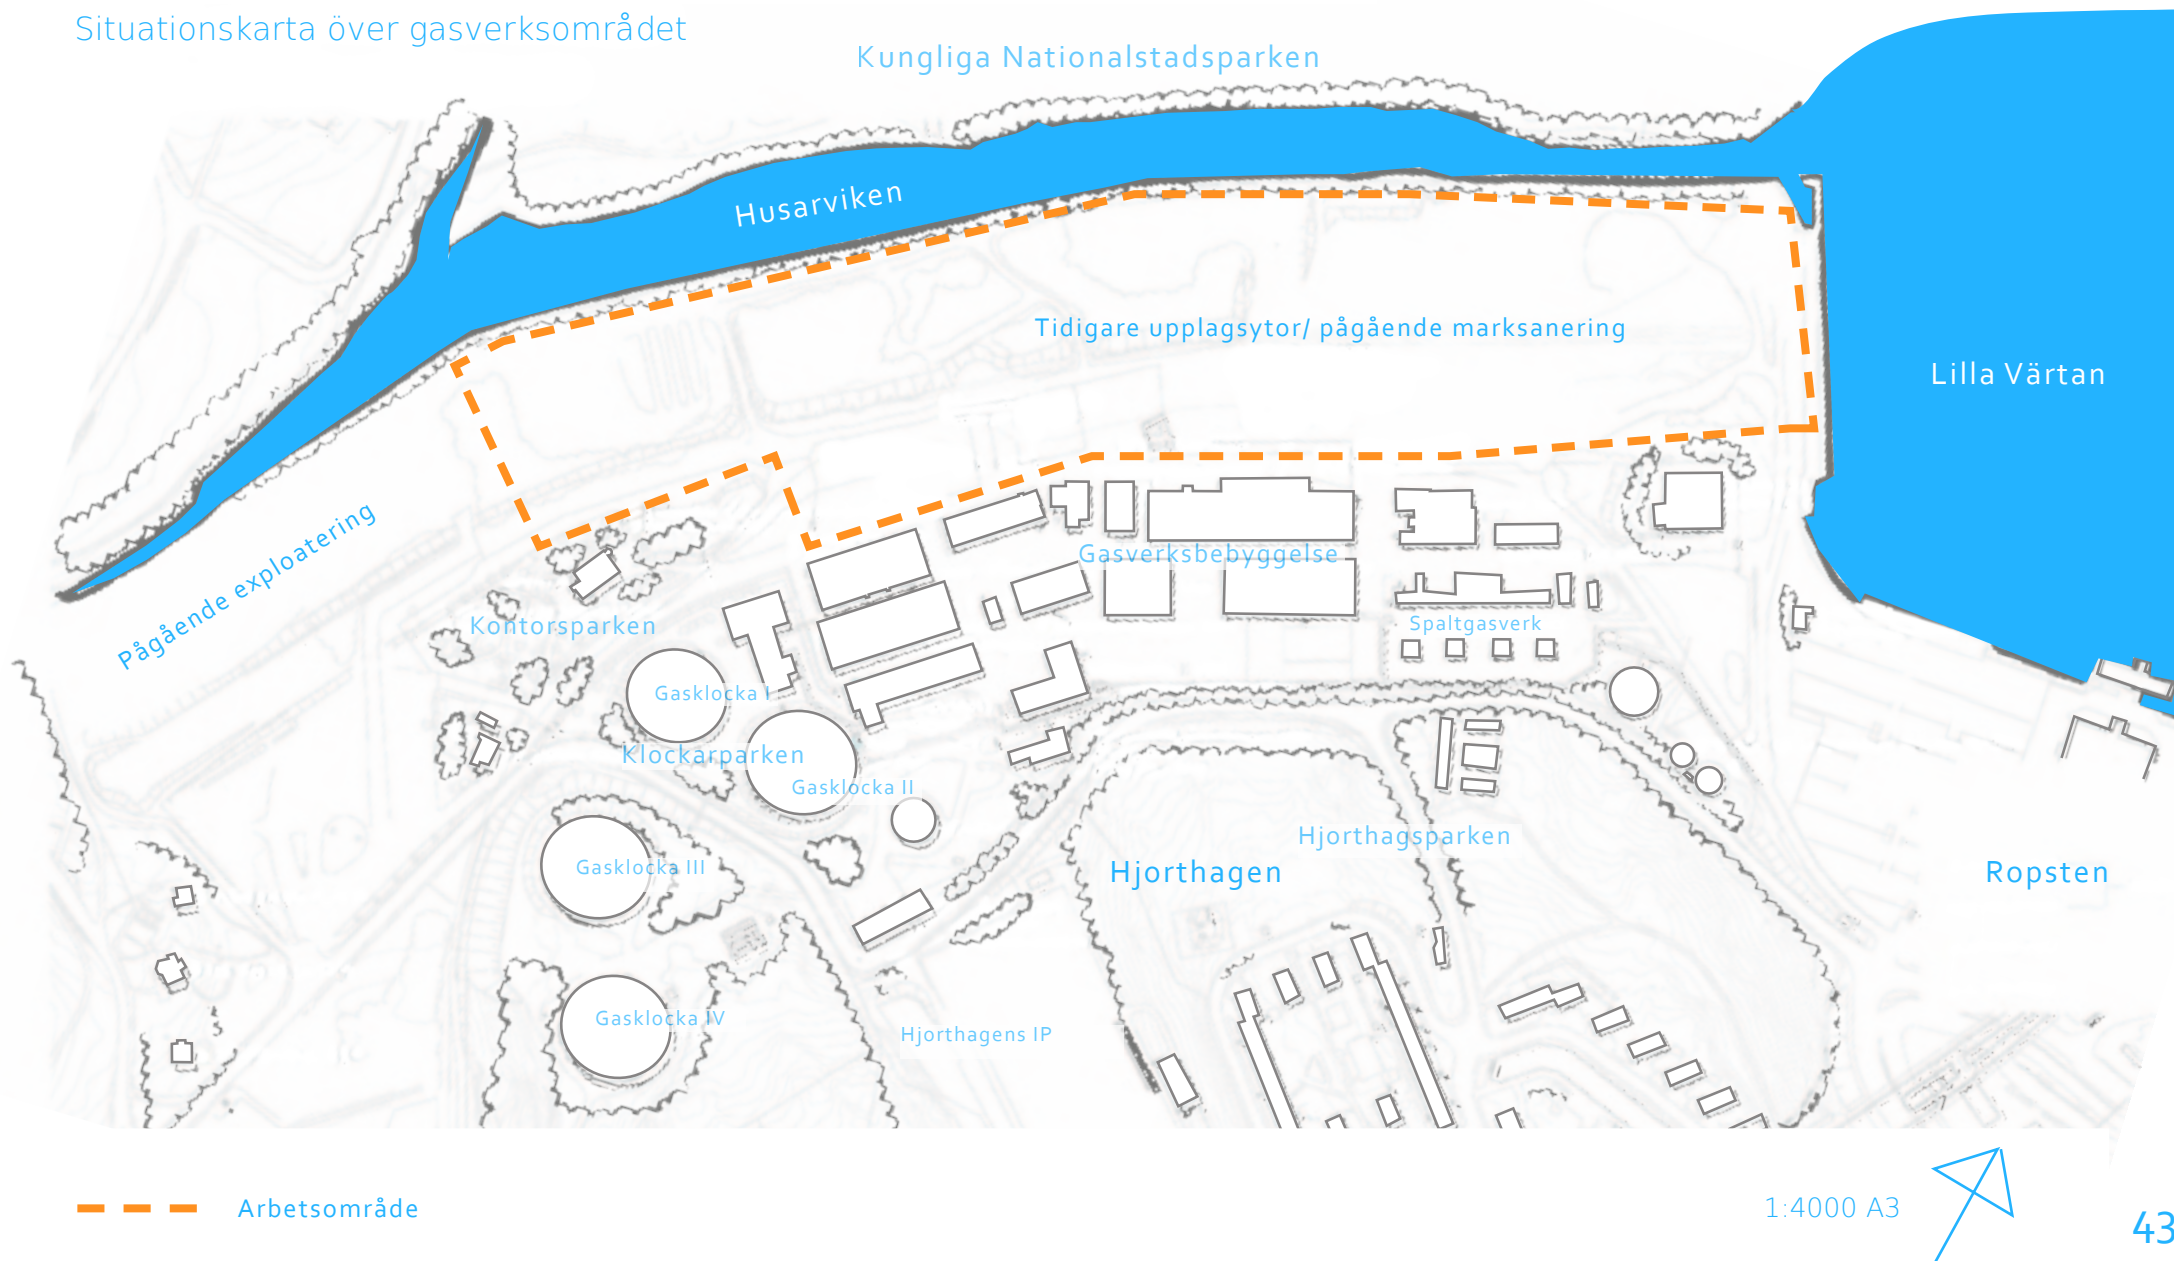 Situationskarta över gasverksområdet
Kungliga Nationalstadsparken
Husarviken
Tidigare upplagsytor/ pågående marksanering
Lilla Värtan
Pågående exploatering
Gasverksbebyggelse
Kontorsparken
Spaltgasverk
Gasklocka I
Klockarparken
Gasklocka II
Hjorthagsparken
Gasklocka III
Hjorthagen
Ropsten
Gasklocka IV
Hjorthagens IP
Arbetsområde
1:4000 A3
43